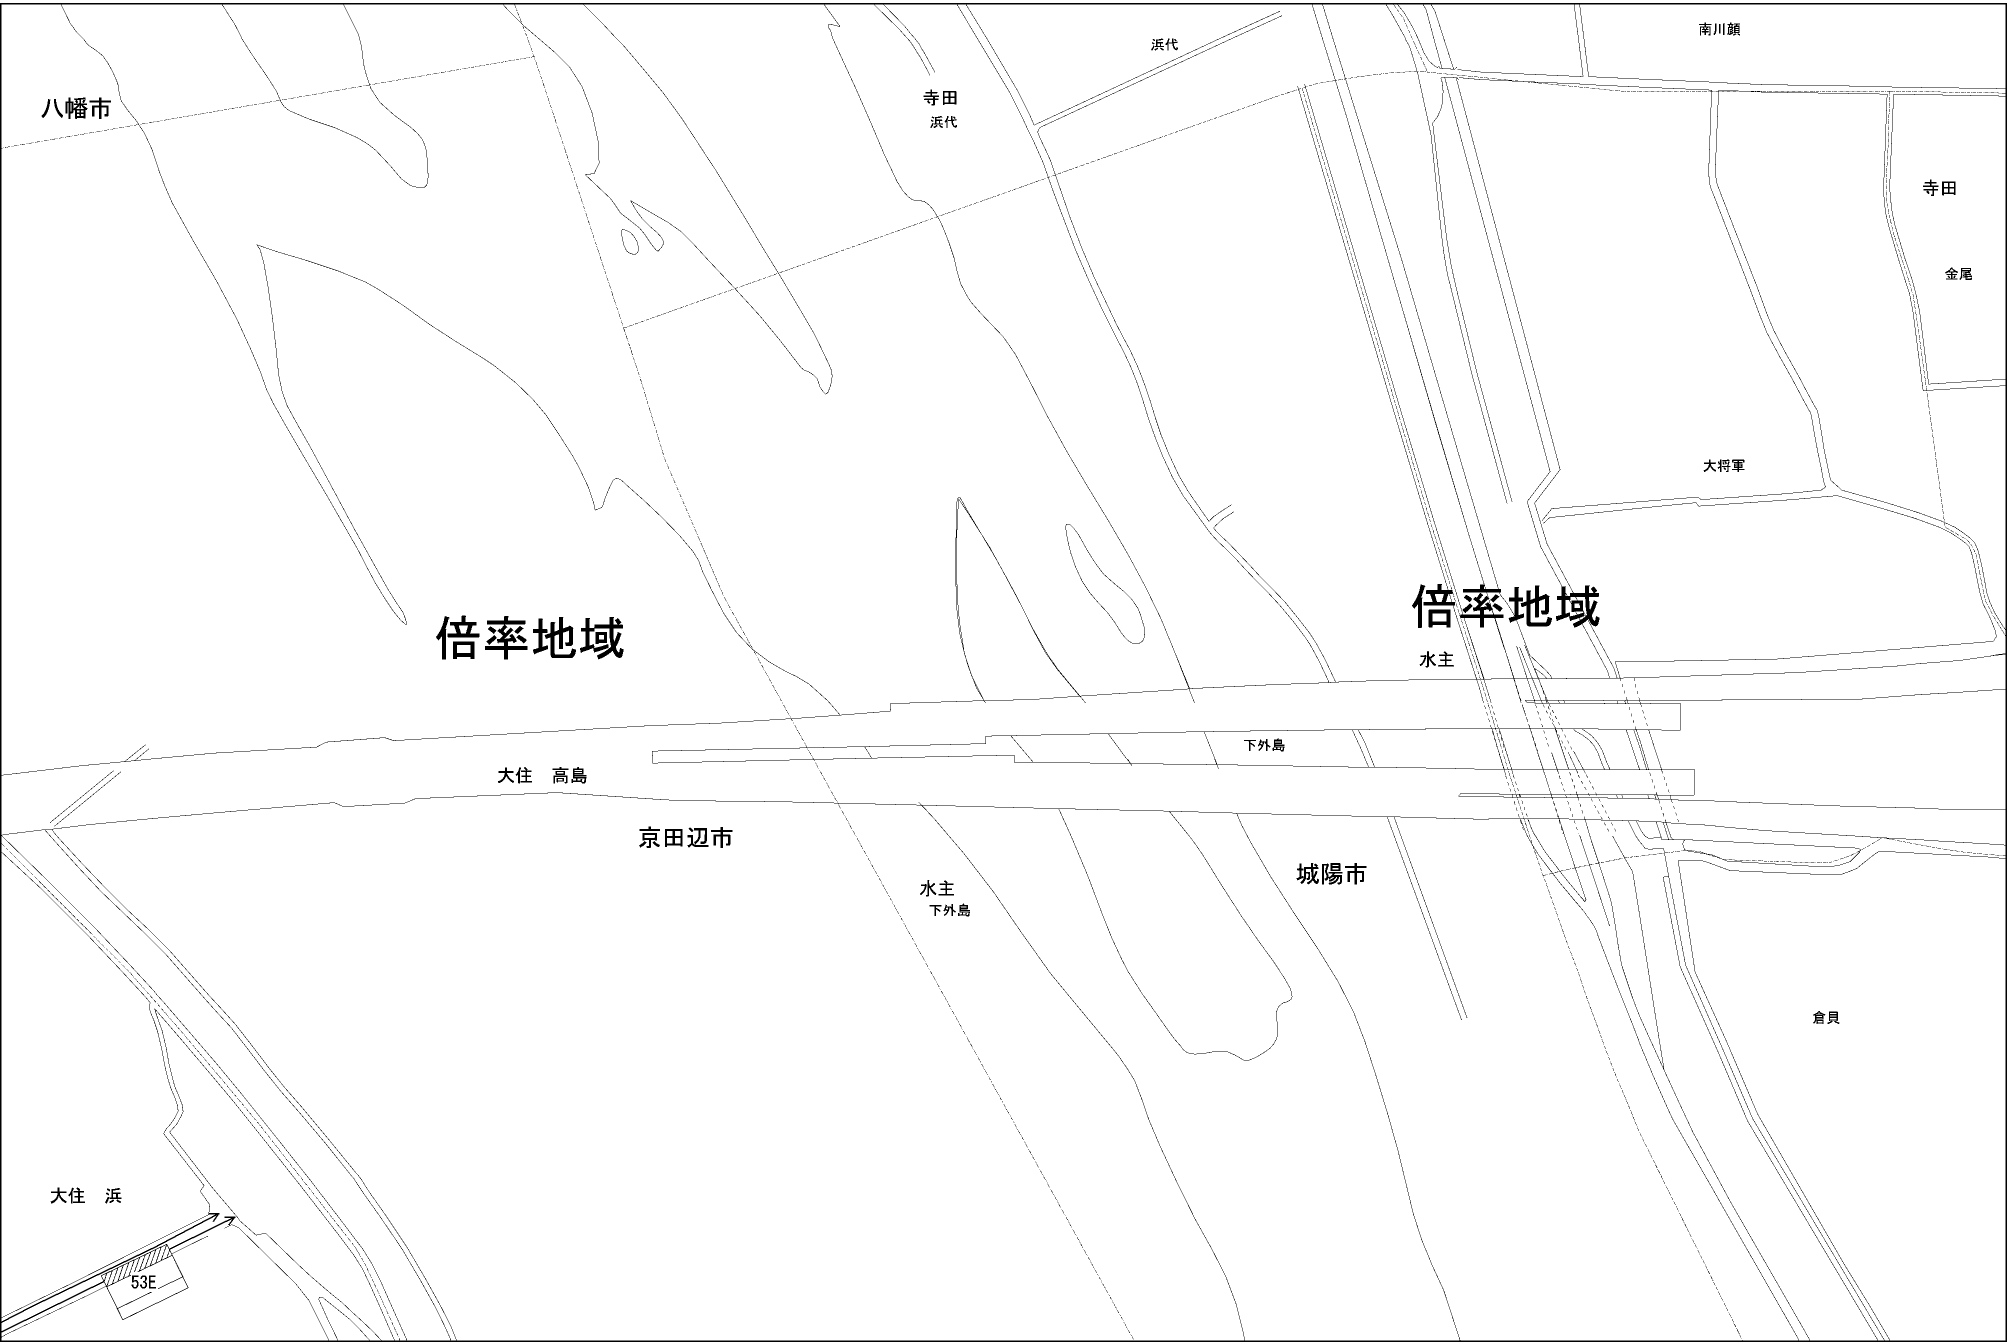 南川顔
浜代
八幡市
寺田
浜代
寺田
金尾
大将軍
倍率地域
倍率地域
水主
下外島
大住　高島
京田辺市
城陽市
水主
下外島
倉貝
大住　浜
53E